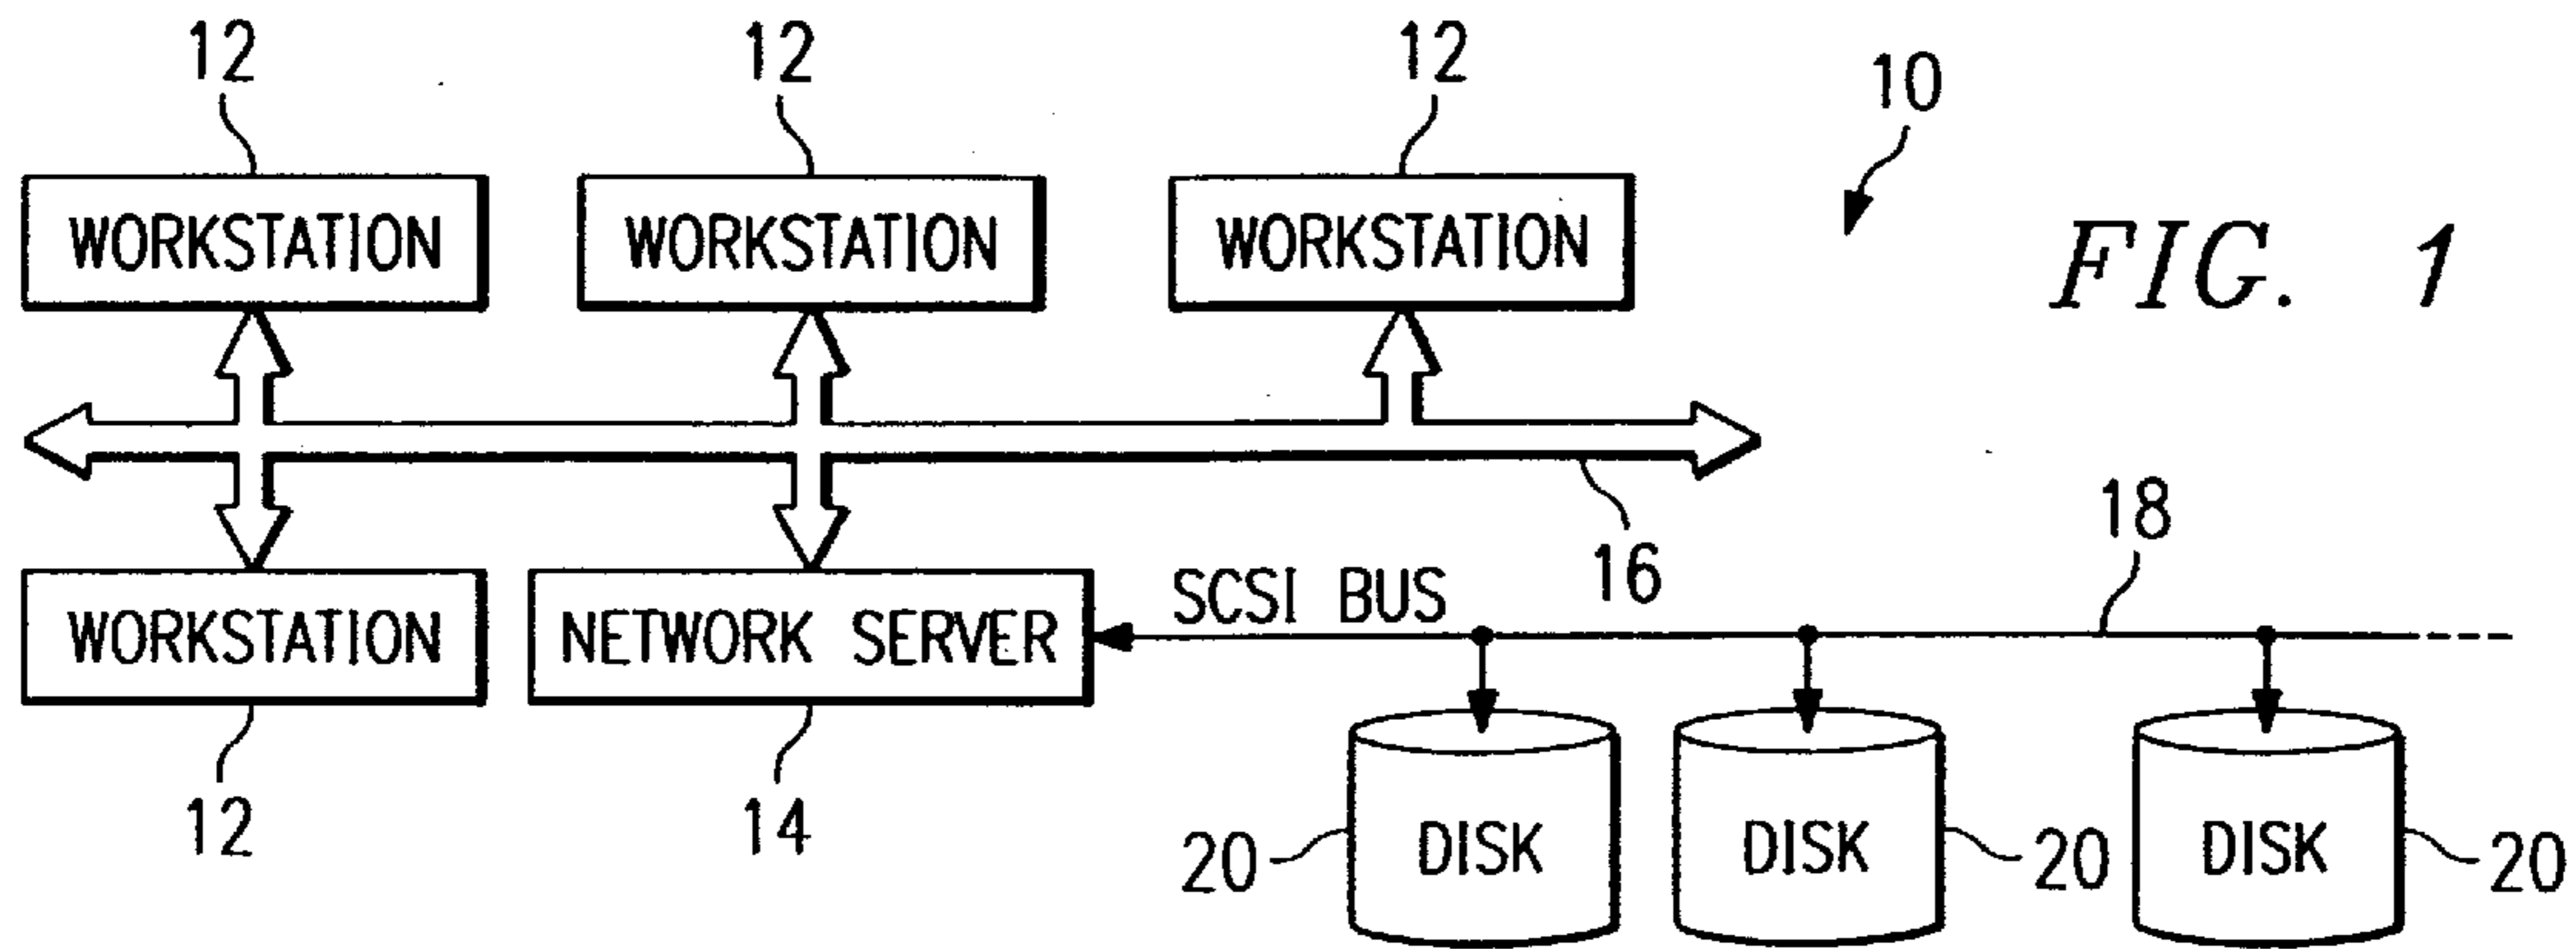 12 12 12 10
WORKSTATION WORKSTATION WORKSTATION
FIG. 1
16 18
SCSI BUS
WORKSTATION NETWORK SERVER
12 14
20 DISK DISK 20 DISK 20